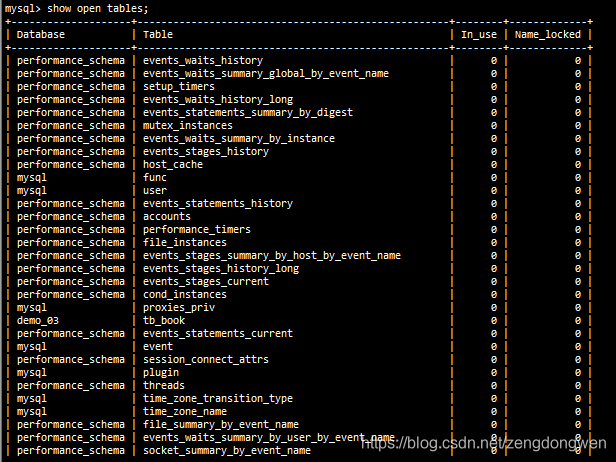 mysql> show open tables;
+--------------------+----------------------------------------------------+--------+-------------+
| Database | Table | In_use | Name_locked |
+--------------------+----------------------------------------------------+--------+-------------+
| performance_schema | events_waits_history | 0 | 0 |
| performance_schema | events_waits_summary_global_by_event_name | 0 | 0 |
| performance_schema | setup_timers | 0 | 0 |
| performance_schema | events_waits_history_long | 0 | 0 |
| performance_schema | events_statements_summary_by_digest | 0 | 0 |
| performance_schema | mutex_instances | 0 | 0 |
| performance_schema | events_waits_summary_by_instance | 0 | 0 |
| performance_schema | events_stages_history | 0 | 0 |
| performance_schema | host_cache | 0 | 0 |
| mysql | func | 0 | 0 |
| mysql | user | 0 | 0 |
| performance_schema | events_statements_history | 0 | 0 |
| performance_schema | accounts | 0 | 0 |
| performance_schema | performance_timers | 0 | 0 |
| performance_schema | file_instances | 0 | 0 |
| performance_schema | events_stages_summary_by_host_by_event_name | 0 | 0 |
| performance_schema | events_stages_history_long | 0 | 0 |
| performance_schema | events_stages_current | 0 | 0 |
| performance_schema | cond_instances | 0 | 0 |
| mysql | proxies_priv | 0 | 0 |
| demo_03 | tb_book | 0 | 0 |
| performance_schema | events_statements_current | 0 | 0 |
| mysql | event | 0 | 0 |
| performance_schema | session_connect_attrs | 0 | 0 |
| mysql | plugin | 0 | 0 |
| performance_schema | threads | 0 | 0 |
| mysql | time_zone_transition_type | 0 | 0 |
| mysql | time_zone_name | 0 | 0 |
| performance_schema | file_summary_by_event_name | 0 | 0 |
| performance_schema | events_waits_summary_by_user_by_event_name | 0 | 0 |
| performance_schema | socket_summary_by_event_name | 0 | 0 |
https://blog.csdn.net/zengdongwen